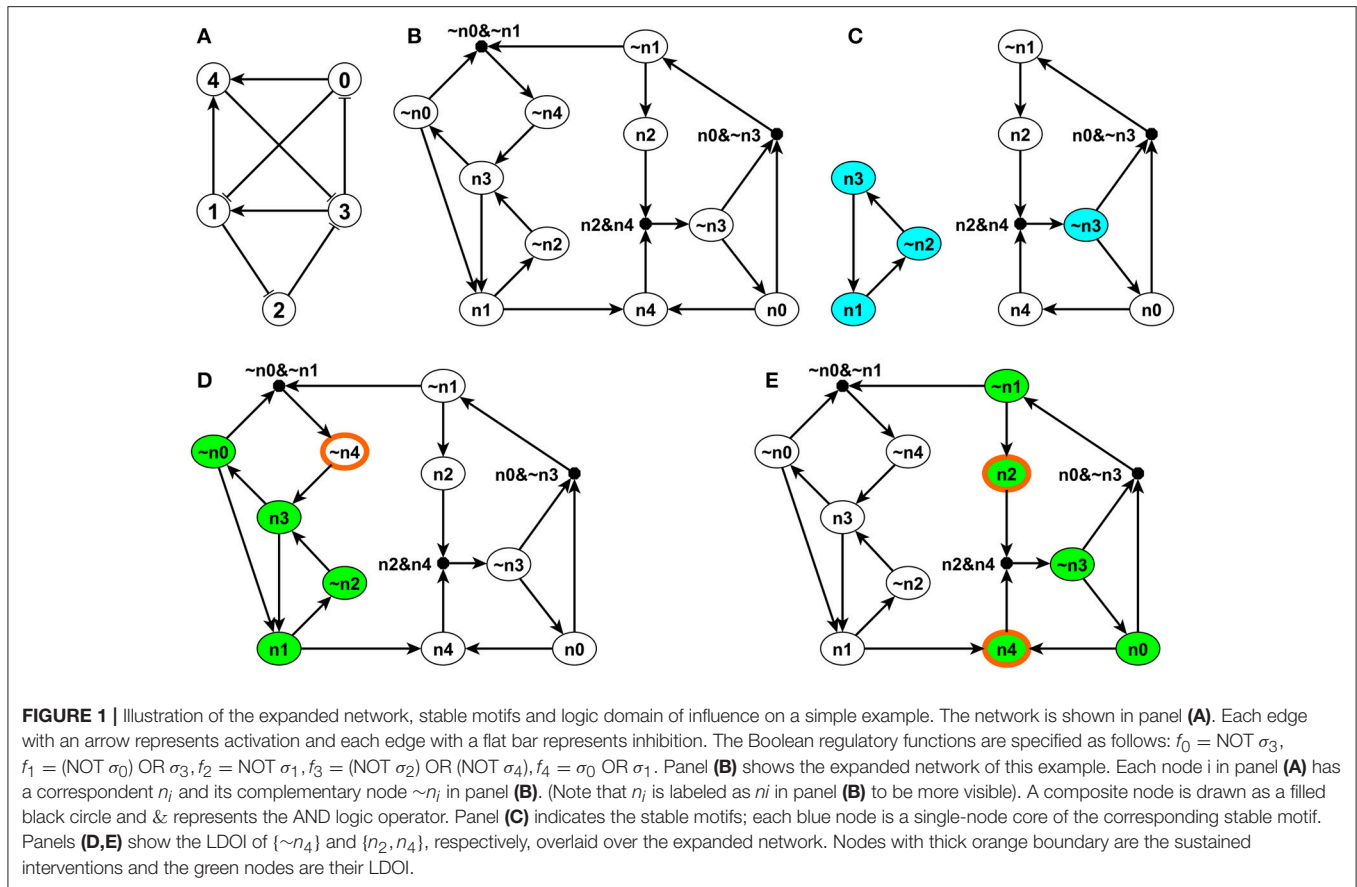 A
B
C
4
0
1
3
2
~n0&~n1
~n1
~n0
~n4
n2
n0&~n3
n3
n2&n4
~n3
~n2
n1
n4
n0
~n1
n2
n0&~n3
n3
n2&n4
~n3
~n2
n1
n4
n0
D
E
~n0&~n1
~n1
~n0
~n4
n2
n0&~n3
n3
n2&n4
~n3
~n2
n1
n4
n0
~n0&~n1
~n1
~n0
~n4
n2
n0&~n3
n3
n2&n4
~n3
~n2
n1
n4
n0
FIGURE 1 | Illustration of the expanded network, stable motifs and logic domain of influence on a simple example. The network is shown in panel (A). Each edge
with an arrow represents activation and each edge with a flat bar represents inhibition. The Boolean regulatory functions are specified as follows: f₀ = NOT σ₃,
f₁ = (NOT σ₀) OR σ₃, f₂ = NOT σ₁, f₃ = (NOT σ₂) OR (NOT σ₄), f₄ = σ₀ OR σ₁. Panel (B) shows the expanded network of this example. Each node i in panel (A) has
a correspondent nᵢ and its complementary node ~nᵢ in panel (B). (Note that nᵢ is labeled as ni in panel (B) to be more visible). A composite node is drawn as a filled
black circle and & represents the AND logic operator. Panel (C) indicates the stable motifs; each blue node is a single-node core of the corresponding stable motif.
Panels (D,E) show the LDOI of {~n₄} and {n₂, n₄}, respectively, overlaid over the expanded network. Nodes with thick orange boundary are the sustained
interventions and the green nodes are their LDOI.